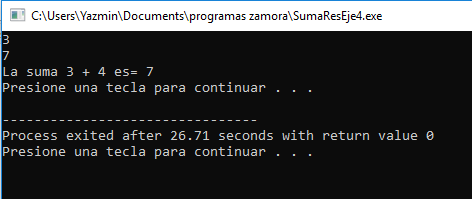 C:\Users\Yazmin\Documents\programas zamora\SumaResEje4.exe
3
7
La suma 3 + 4 es= 7
Presione una tecla para continuar . . .
--------------------------------
Process exited after 26.71 seconds with return value 0
Presione una tecla para continuar . . .